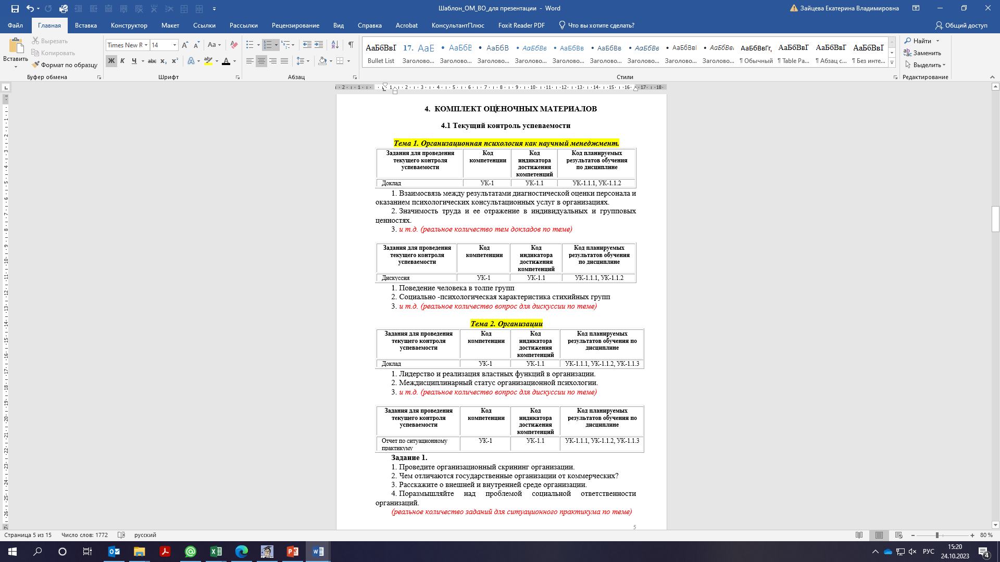 Шаблон_ОМ_ВО_для презентации - Word
Зайцева Екатерина Владимировна
Файл Главная Вставка Конструктор Макет Ссылки Рассылки Рецензирование Вид Справка Acrobat КонсультантПлюс Foxit Reader PDF Что вы хотите сделать? Общий доступ
Вставить
Вырезать
Копировать
Формат по образцу
Буфер обмена
Times New R 14
Шрифт
Абзац
АаБбВвГ 17. АаБ АаБбВ АаБбВ АаБбВв АаБбВв АаБбВв АаБбВв АаБбВвІ АаБбВвІ АаБбВвГг, АаБбВвГ АаБбВвГ АаБбВвГ
Bullet List Заголово... Заголово... Заголово... Заголово... Заголово... Заголово... Заголово... Заголово... Заголово... ¶ Обычный ¶ Table Pa... ¶ Абзац с... ¶ Без инте...
Стили
Найти
Заменить
Выделить
Редактирование
4. КОМПЛЕКТ ОЦЕНОЧНЫХ МАТЕРИАЛОВ
4.1 Текущий контроль успеваемости
Тема 1. Организационная психология как научный менеджмент.
Задания для проведения текущего контроля успеваемости Код компетенции Код индикатора достижения компетенций Код планируемых результатов обучения по дисциплине
Доклад УК-1 УК-1.1 УК-1.1.1, УК-1.1.2
1. Взаимосвязь между результатами диагностической оценки персонала и
оказанием психологических консультационных услуг в организациях.
2. Значимость труда и ее отражение в индивидуальных и групповых
ценностях.
3. и т.д. (реальное количество тем докладов по теме)
Задания для проведения текущего контроля успеваемости Код компетенции Код индикатора достижения компетенций Код планируемых результатов обучения по дисциплине
Дискуссия УК-1 УК-1.1 УК-1.1.1, УК-1.1.2
1. Поведение человека в толпе групп
2. Социально -психологическая характеристика стихийных групп
3. и т.д. (реальное количество вопрос для дискуссии по теме)
Тема 2. Организации
Задания для проведения текущего контроля успеваемости Код компетенции Код индикатора достижения компетенций Код планируемых результатов обучения по дисциплине
Доклад УК-1 УК-1.1 УК-1.1.1, УК-1.1.2, УК-1.1.3
1. Лидерство и реализация властных функций в организации.
2. Междисциплинарный статус организационной психологии.
3. и т.д. (реальное количество вопрос для дискуссии по теме)
Задания для проведения текущего контроля успеваемости Код компетенции Код индикатора достижения компетенций Код планируемых результатов обучения по дисциплине
Отчет по ситуационному практикуму УК-1 УК-1.1 УК-1.1.1, УК-1.1.2, УК-1.1.3
Задание 1.
1. Проведите организационный скрининг организации.
2. Чем отличаются государственные организации от коммерческих?
3. Расскажите о внешней и внутренней среде организации.
4. Поразмышляйте над проблемой социальной ответственности
организаций.
(реальное количество заданий для ситуационного практикума по теме)
5
Страница 5 из 15 Число слов: 1772 русский 80 %
РУС 15:20
24.10.2023
4